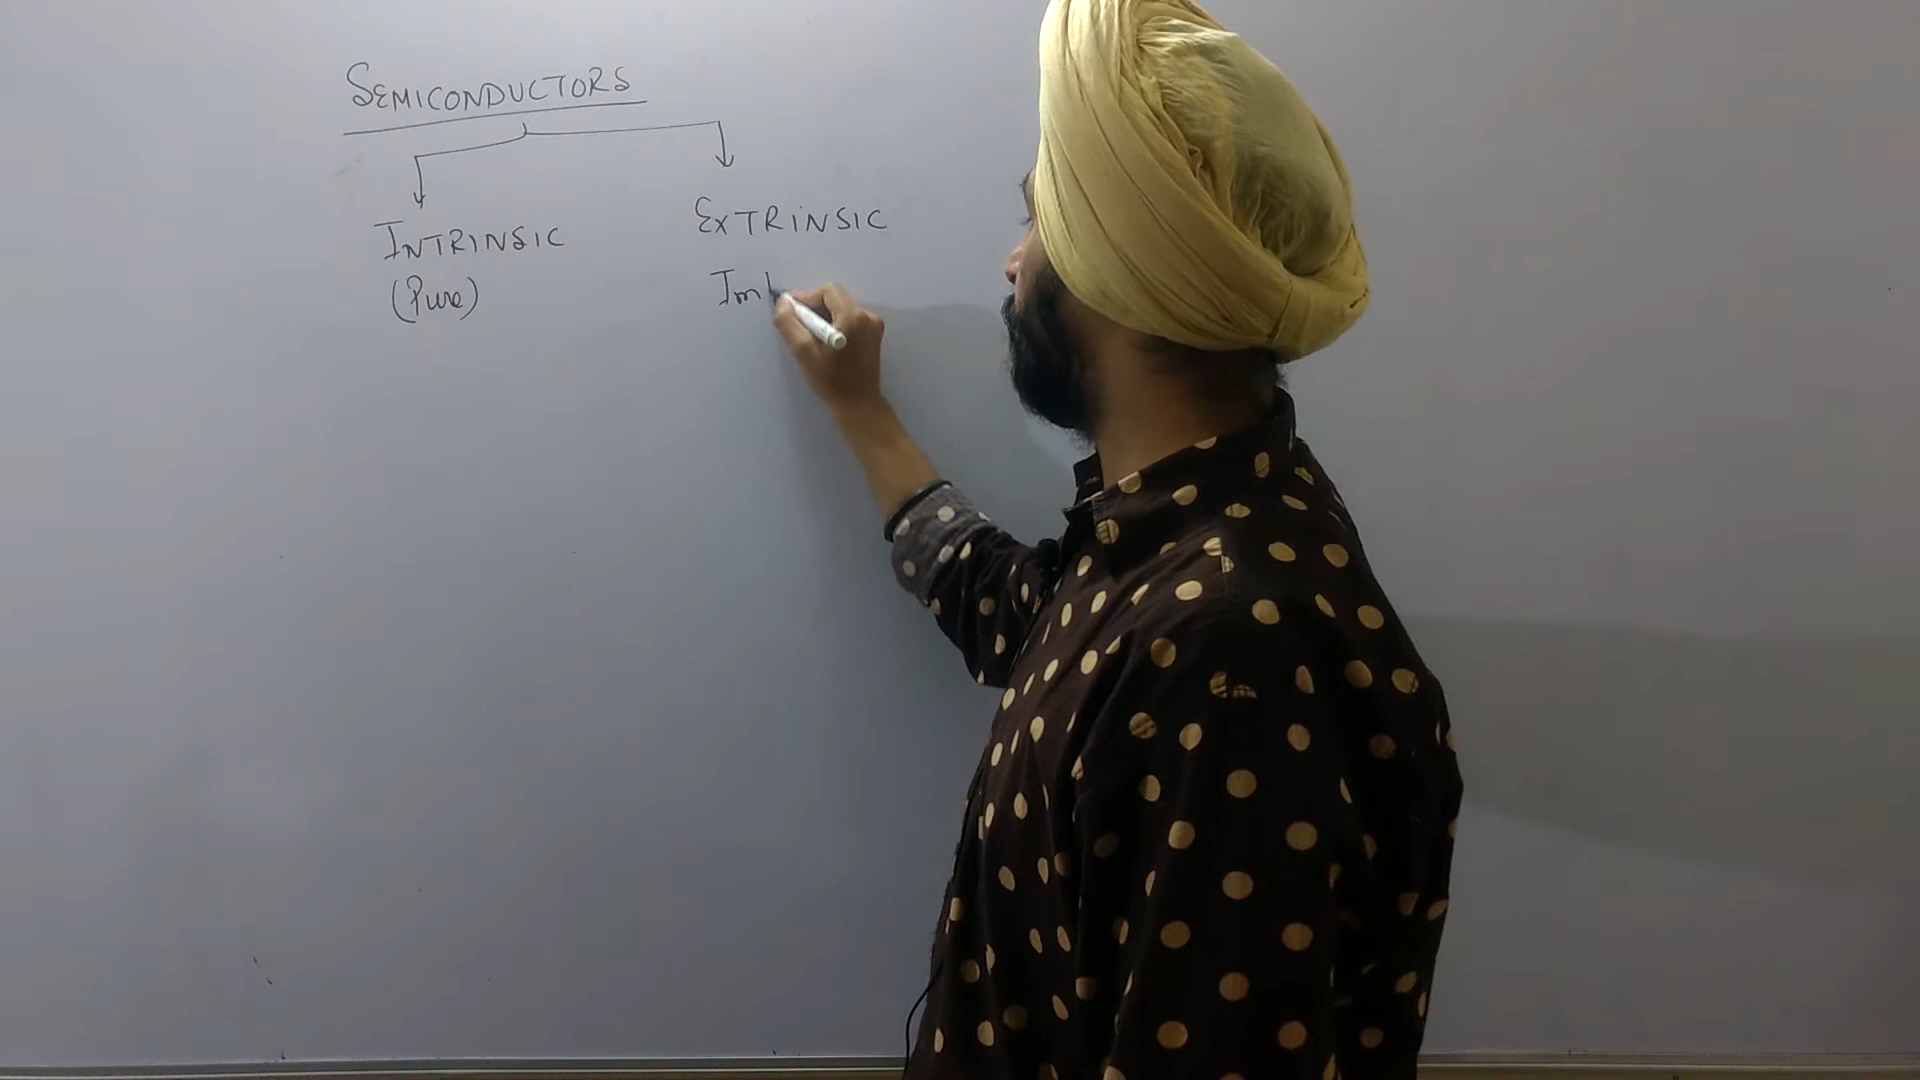 SEMICONDUCTORS
INTRINSIC
EXTRINSIC
(Pure)
Im